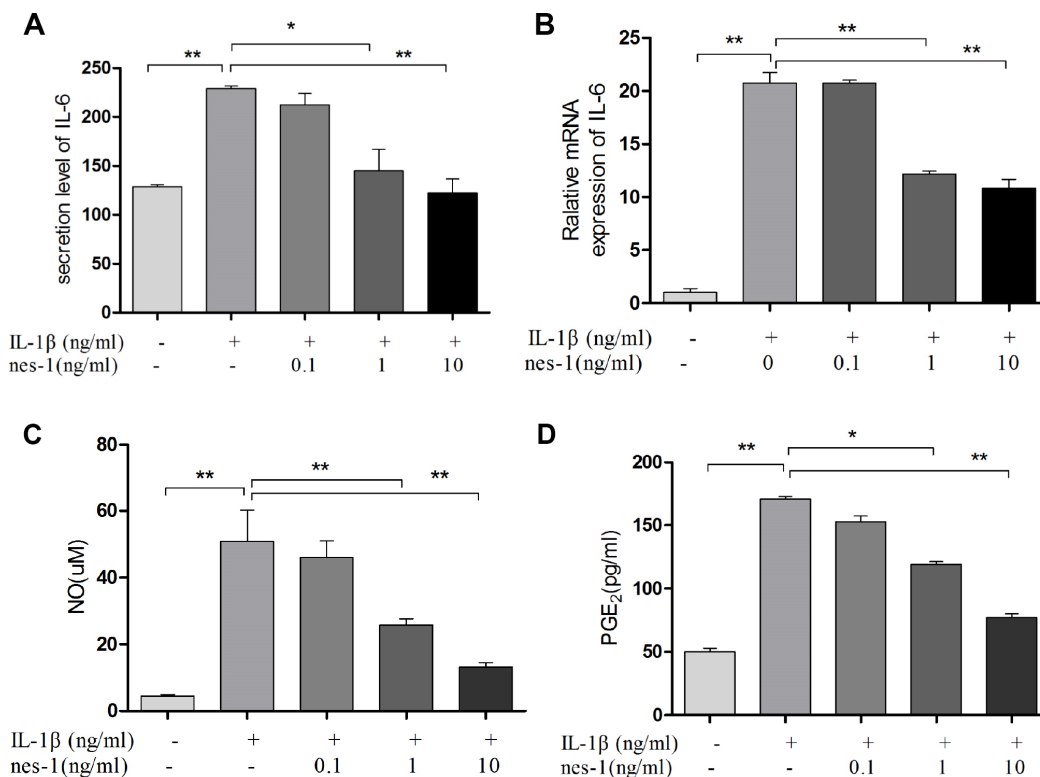 A
* 
** **
250
200
150
100
50
0
secretion level of IL-6
IL-1β (ng/ml) - + + + +
nes-1(ng/ml) - - 0.1 1 10
B
**
** **
25
20
15
10
5
0
Ralative mRNA
expression of IL-6
IL-1β (ng/ml) - + + + +
nes-1(ng/ml) - 0 0.1 1 10
C
**
** **
80
60
40
20
0
NO(uM)
IL-1β (ng/ml) - + + + +
nes-1(ng/ml) - - 0.1 1 10
D
*
** **
200
150
100
50
0
PGE₂(pg/ml)
IL-1β (ng/ml) - + + + +
nes-1(ng/ml) - - 0.1 1 10